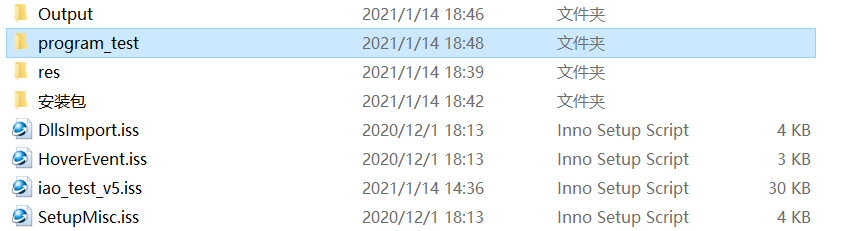 Output 2021/1/14 18:46 文件夹
program_test 2021/1/14 18:48 文件夹
res 2021/1/14 18:39 文件夹
安装包 2021/1/14 18:42 文件夹
DllsImport.iss 2020/12/1 18:13 Inno Setup Script 4 KB
HoverEvent.iss 2020/12/1 18:13 Inno Setup Script 3 KB
iao_test_v5.iss 2021/1/14 14:36 Inno Setup Script 30 KB
SetupMisc.iss 2020/12/1 18:13 Inno Setup Script 4 KB